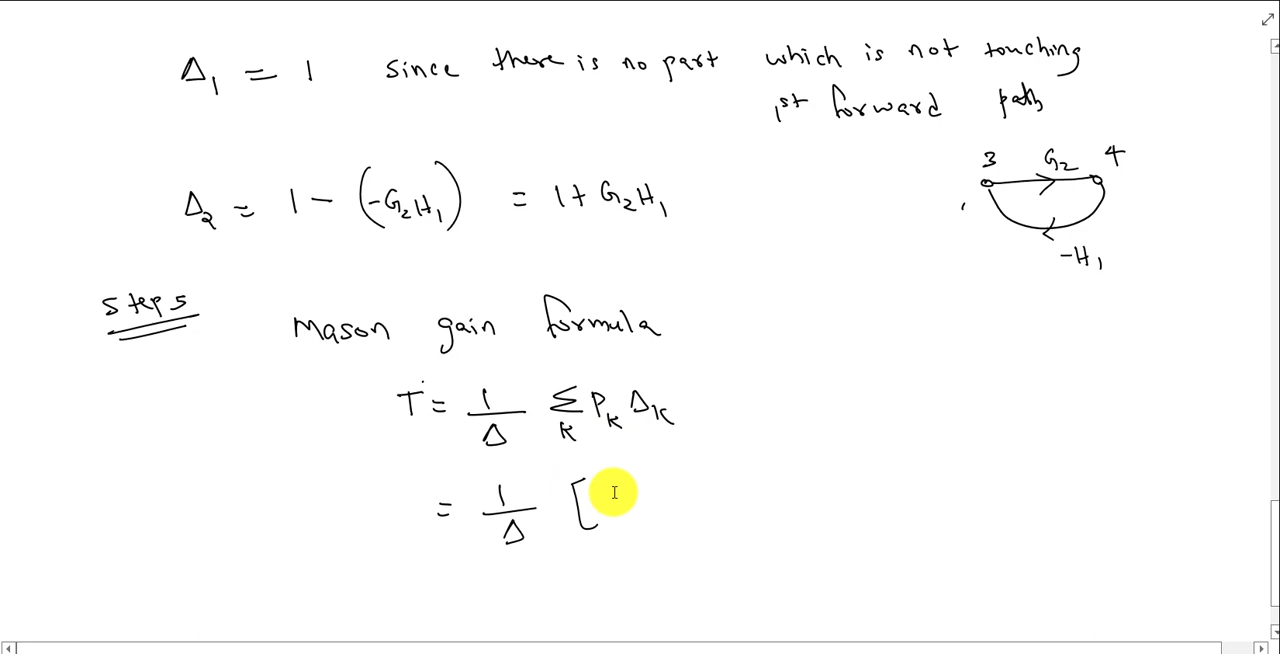 Δ₁ = 1 since there is no part which is not touching
1st forward path
3 G₂ 4
Δ₂ = 1 - (-G₂H₁) = 1 + G₂H₁
-H₁
Step 5
Mason gain formula
T = 1/Δ Σ_K P_K Δ_K
= 1/Δ [